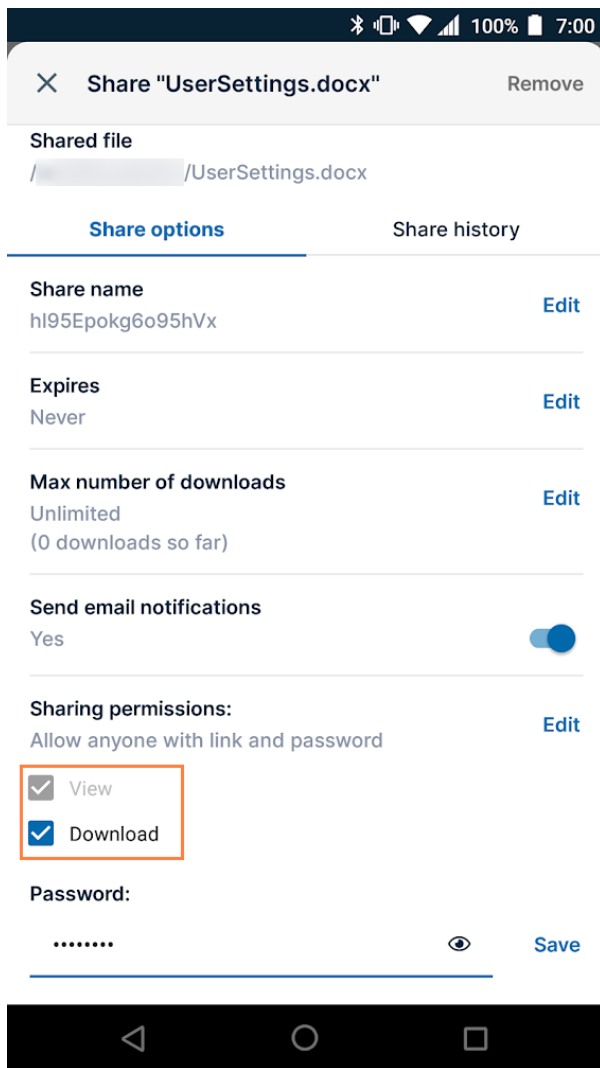 100% 7:00
Share "UserSettings.docx" Remove
Shared file
/ /UserSettings.docx
Share options Share history
Share name
hI95Epokg6o95hVx Edit
Expires
Never Edit
Max number of downloads
Unlimited Edit
(0 downloads so far)
Send email notifications
Yes
Sharing permissions:
Allow anyone with link and password Edit
View
Download
Password:
•••••••• Save